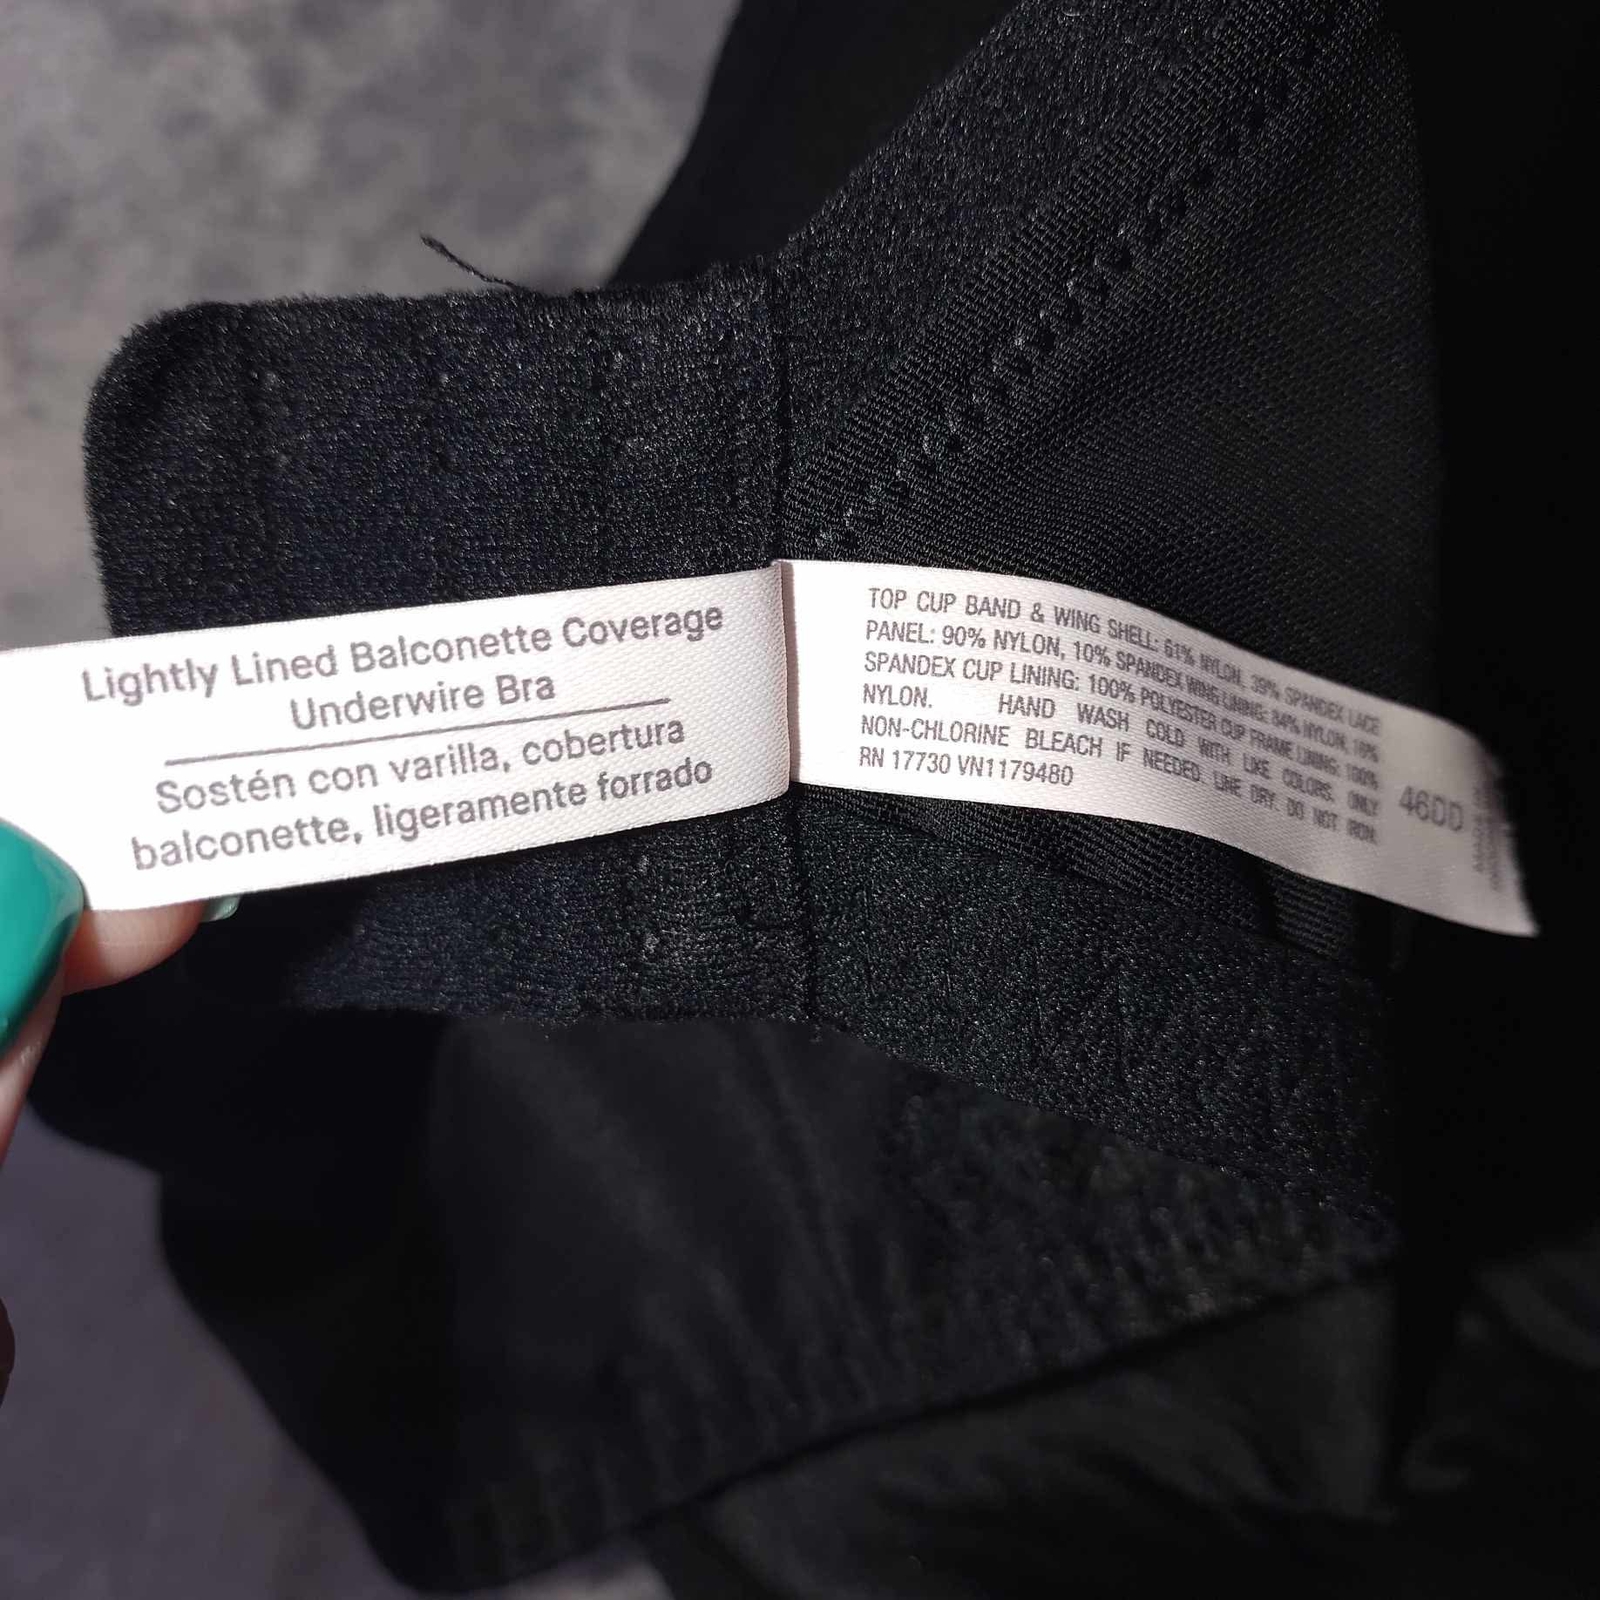 Lightly Lined Balconette Coverage
Underwire Bra
Sostén con varilla, cobertura
balconette, ligeramente forrado
TOP CUP BAND & WING SHELL: 61% NYLON, 39% SPANDEX LACE
PANEL: 90% NYLON, 10% SPANDEX WING LINING: 84% NYLON, 16%
SPANDEX CUP LINING: 100% POLYESTER CUP FRAME LINING: 100%
NYLON. HAND WASH COLD WITH LIKE COLORS. ONLY
NON-CHLORINE BLEACH IF NEEDED. LINE DRY. DO NOT IRON.
RN 17730 VN1179480
46DD